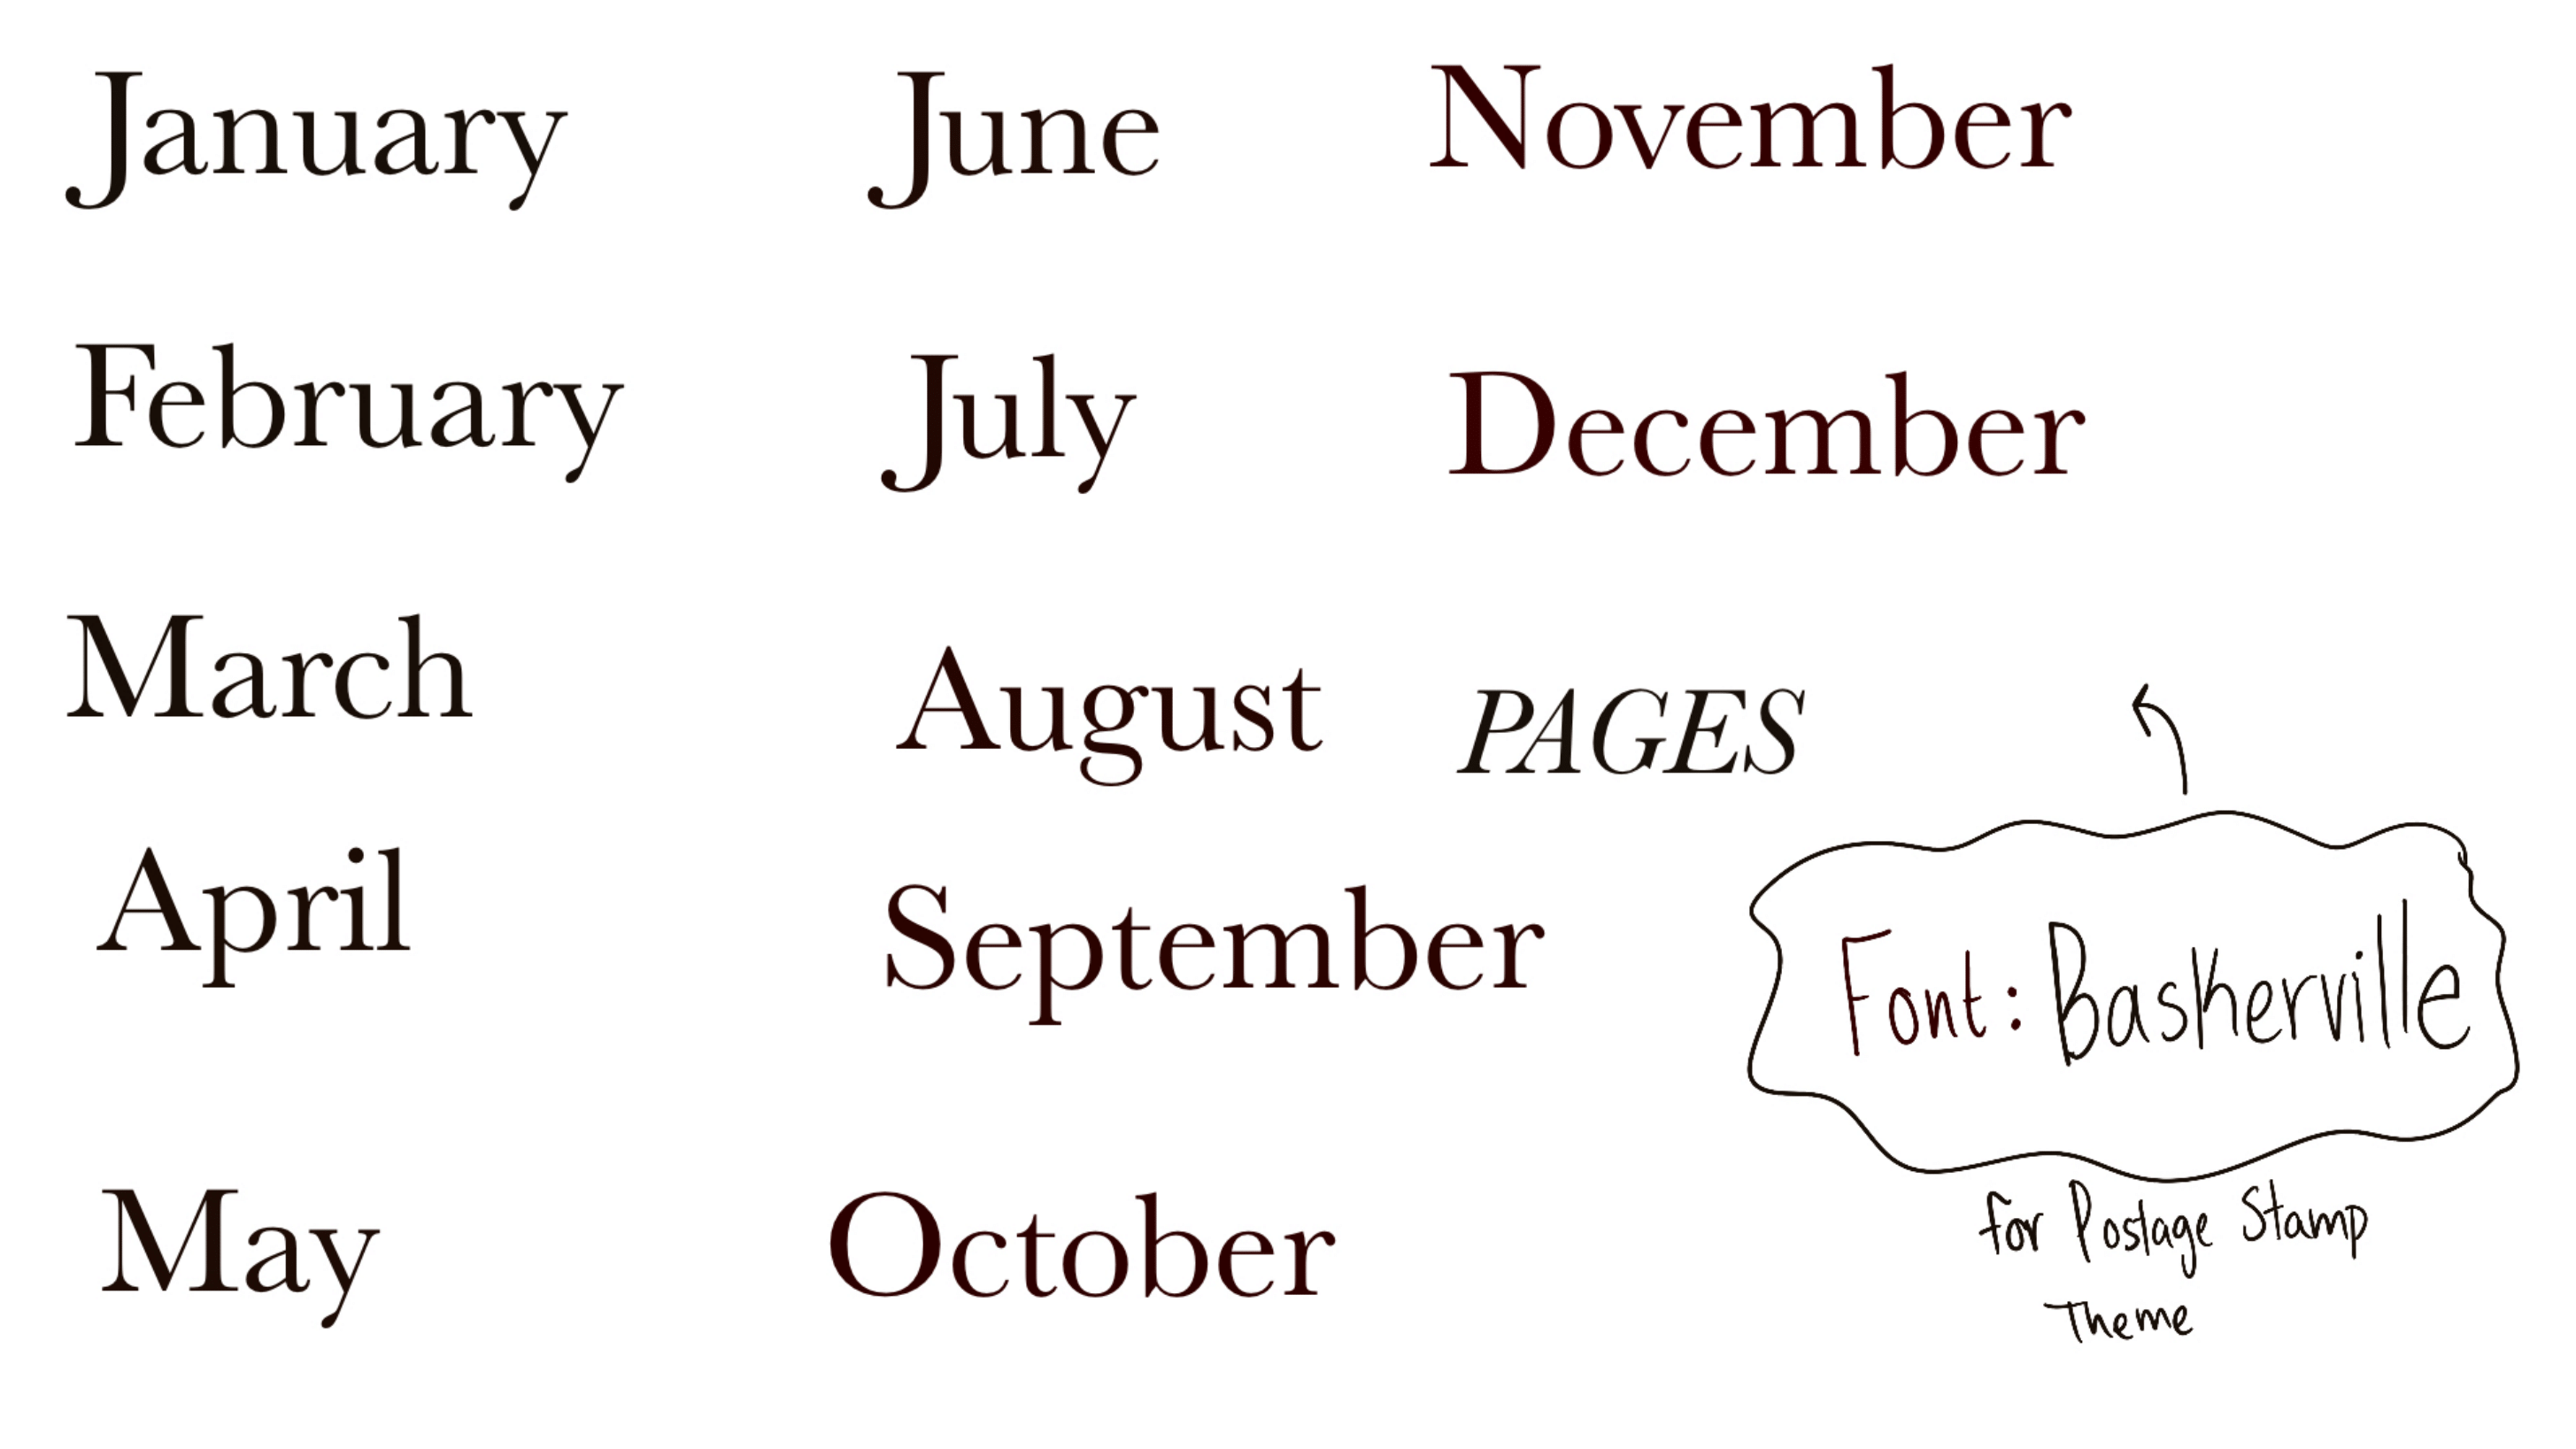 January
February
March
April
May
June
July
August
September
October
November
December
PAGES
Font: Baskerville
for Postage Stamp
Theme